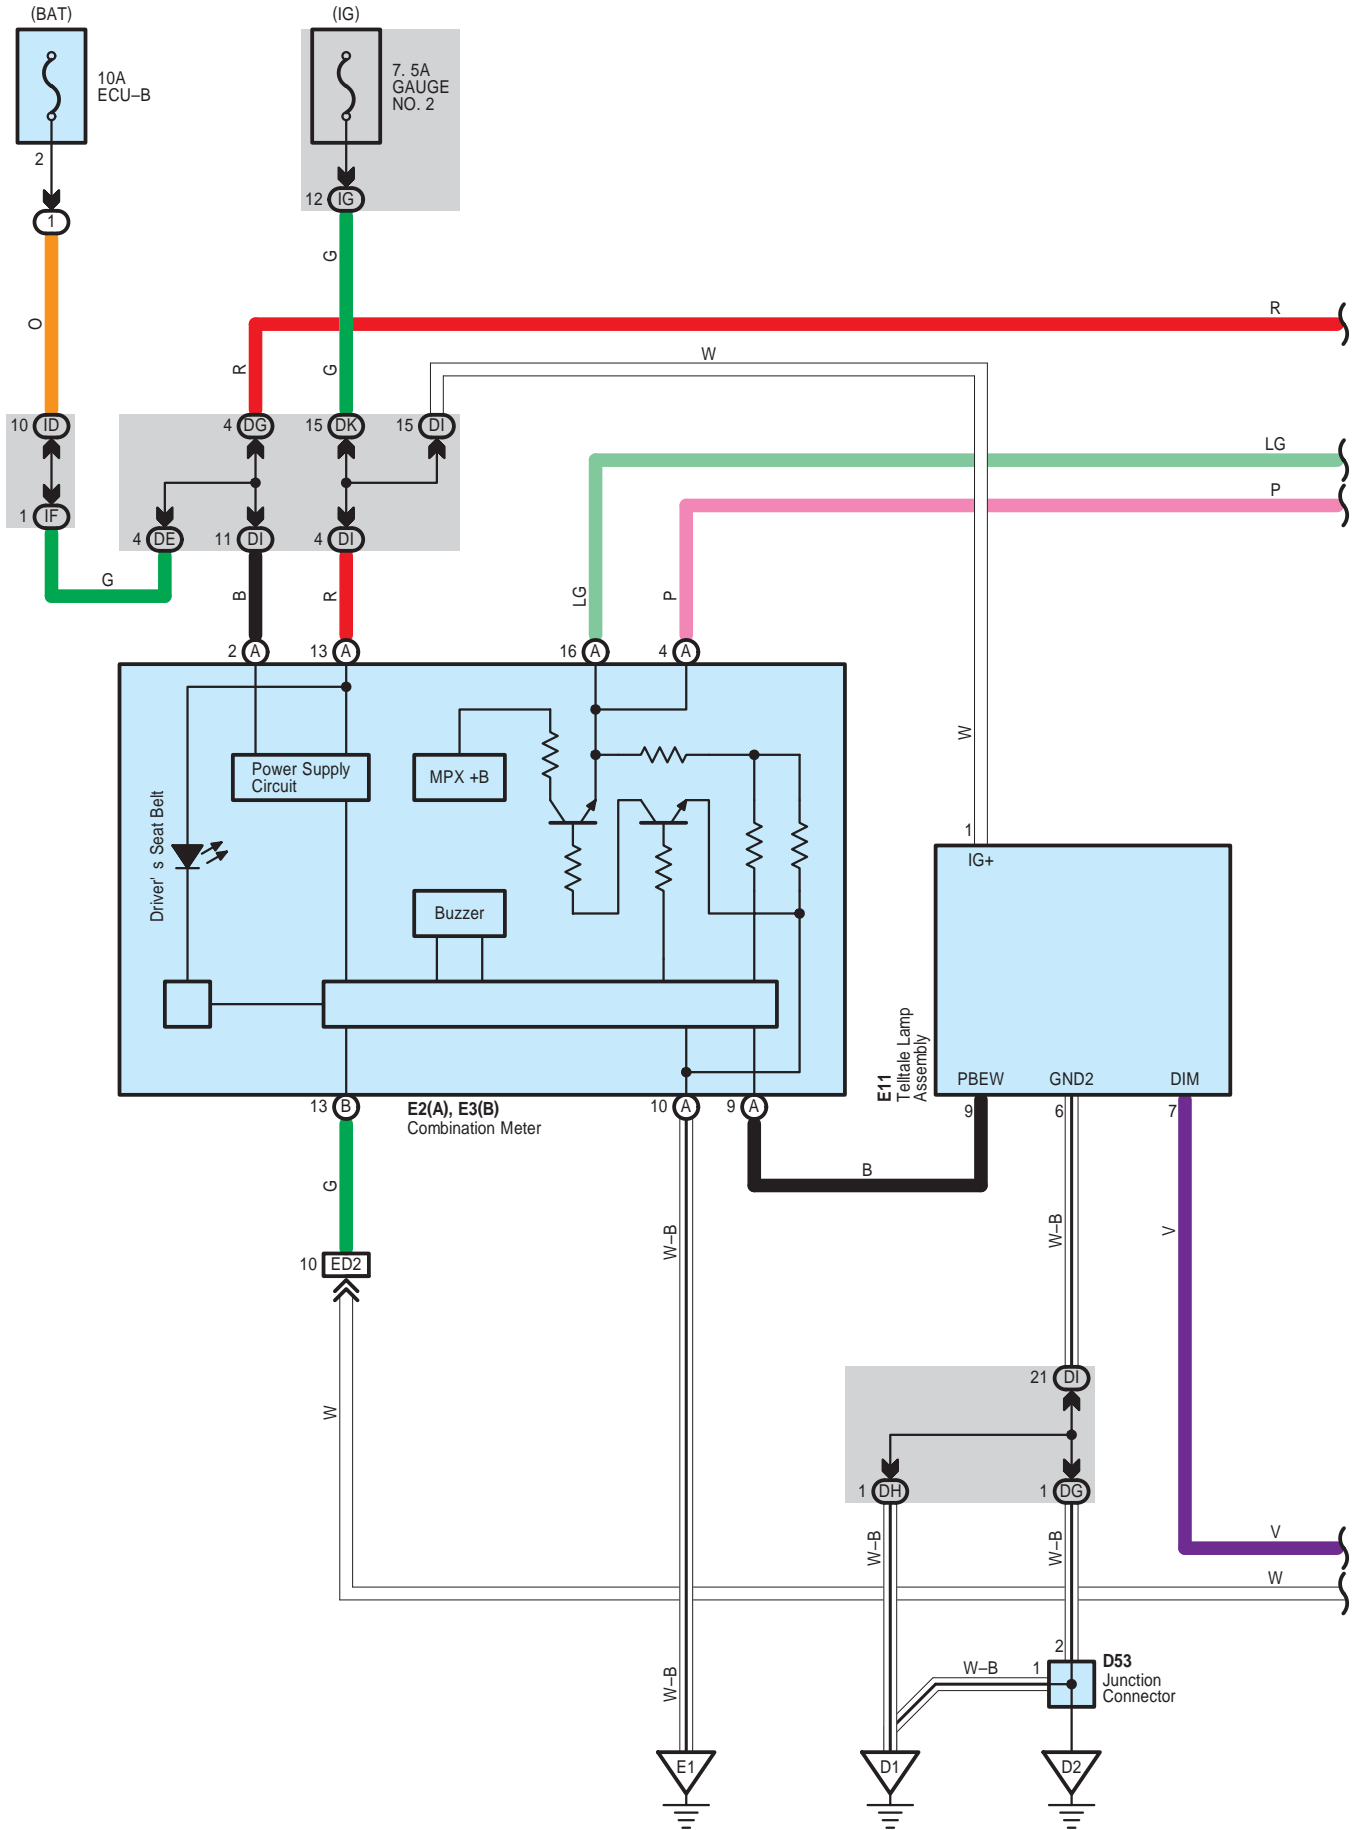 (BAT)
(IG)
10A
ECU–B
7. 5A
GAUGE
NO. 2
2
1
12 IG
G
O
R
R
G
W
10 ID
4 DG
15 DK
15 DI
LG
P
1 IF
4 DE
11 DI
4 DI
G
B
R
LG
P
2 A
13 A
16 A
4 A
W
Power Supply
Circuit
MPX +B
Driver' s Seat Belt
Buzzer
1
IG+
E11
Telltale Lamp
Assembly
PBEW
GND2
DIM
13 B
E2(A), E3(B)
Combination Meter
10 A
9 A
9
6
7
B
G
W–B
W–B
V
10 ED2
W
21 DI
1 DH
1 DG
W–B
W–B
V
W
W–B
W–B
1
2
D53
Junction
Connector
E1
D1
D2